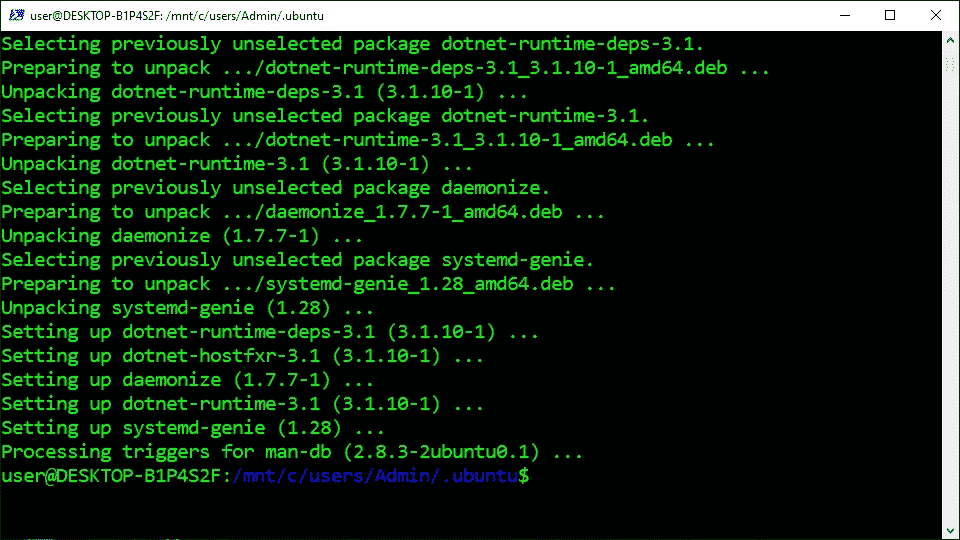 user@DESKTOP-B1P4S2F: /mnt/c/users/Admin/.ubuntu
Selecting previously unselected package dotnet-runtime-deps-3.1.
Preparing to unpack .../dotnet-runtime-deps-3.1_3.1.10-1_amd64.deb ...
Unpacking dotnet-runtime-deps-3.1 (3.1.10-1) ...
Selecting previously unselected package dotnet-runtime-3.1.
Preparing to unpack .../dotnet-runtime-3.1_3.1.10-1_amd64.deb ...
Unpacking dotnet-runtime-3.1 (3.1.10-1) ...
Selecting previously unselected package daemonize.
Preparing to unpack .../daemonize_1.7.7-1_amd64.deb ...
Unpacking daemonize (1.7.7-1) ...
Selecting previously unselected package systemd-genie.
Preparing to unpack .../systemd-genie_1.28_amd64.deb ...
Unpacking systemd-genie (1.28) ...
Setting up dotnet-runtime-deps-3.1 (3.1.10-1) ...
Setting up dotnet-hostfxr-3.1 (3.1.10-1) ...
Setting up daemonize (1.7.7-1) ...
Setting up dotnet-runtime-3.1 (3.1.10-1) ...
Setting up systemd-genie (1.28) ...
Processing triggers for man-db (2.8.3-2ubuntu0.1) ...
user@DESKTOP-B1P4S2F:/mnt/c/users/Admin/.ubuntu$